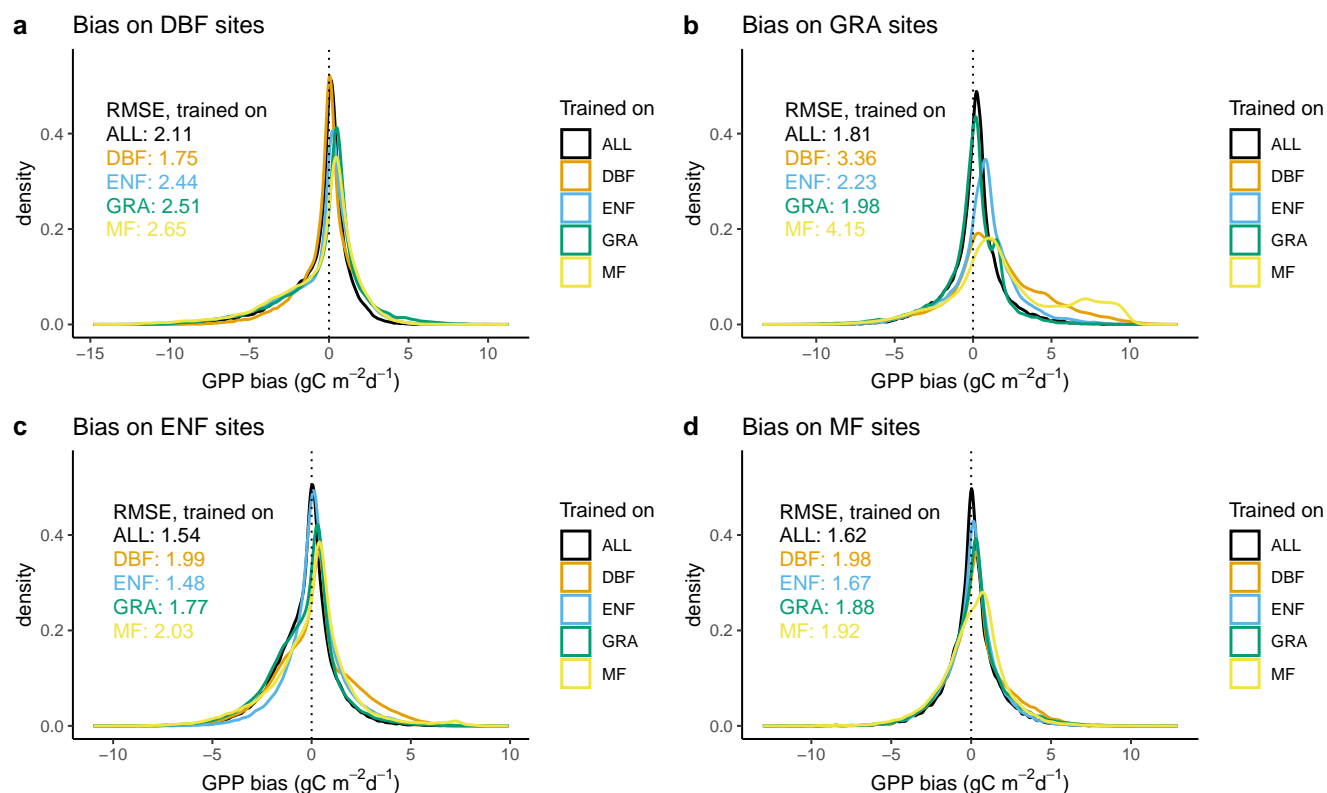 a Bias on DBF sites
density
0.4
0.2
0.0
RMSE, trained on
ALL: 2.11
DBF: 1.75
ENF: 2.44
GRA: 2.51
MF: 2.65
−15 −10 −5 0 5 10
GPP bias (gC m⁻²d⁻¹)
Trained on
ALL
DBF
ENF
GRA
MF
b Bias on GRA sites
density
0.4
0.2
0.0
RMSE, trained on
ALL: 1.81
DBF: 3.36
ENF: 2.23
GRA: 1.98
MF: 4.15
−10 −5 0 5 10
GPP bias (gC m⁻²d⁻¹)
Trained on
ALL
DBF
ENF
GRA
MF
c Bias on ENF sites
density
0.4
0.2
0.0
RMSE, trained on
ALL: 1.54
DBF: 1.99
ENF: 1.48
GRA: 1.77
MF: 2.03
−10 −5 0 5 10
GPP bias (gC m⁻²d⁻¹)
Trained on
ALL
DBF
ENF
GRA
MF
d Bias on MF sites
density
0.4
0.2
0.0
RMSE, trained on
ALL: 1.62
DBF: 1.98
ENF: 1.67
GRA: 1.88
MF: 1.92
−10 −5 0 5 10
GPP bias (gC m⁻²d⁻¹)
Trained on
ALL
DBF
ENF
GRA
MF